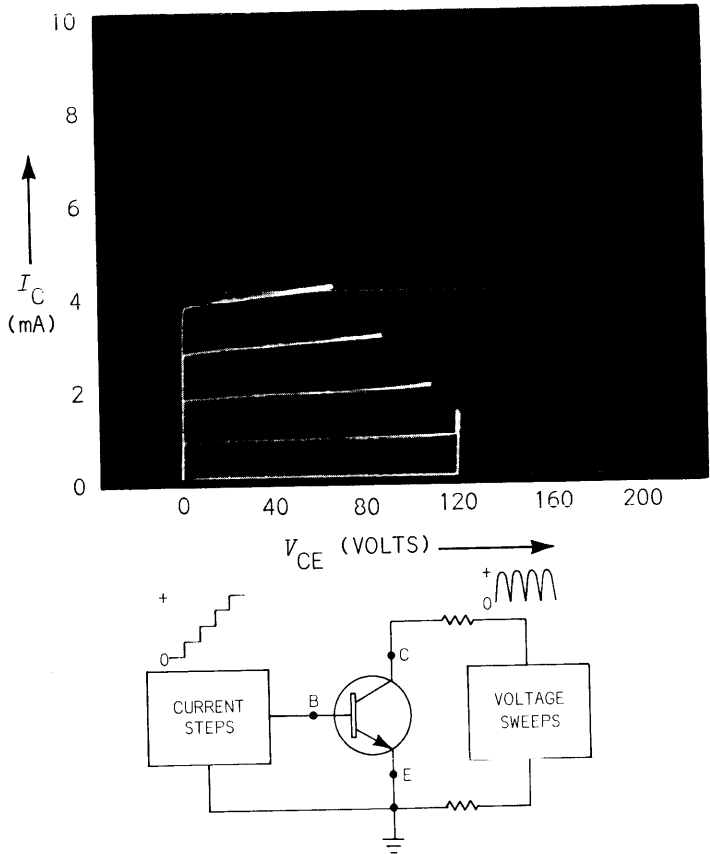 10
8
6
I_C
(mA)
4
2
0
0 40 80 120 160 200
V_CE (VOLTS)
+
0
+
0
C
CURRENT
STEPS
B
VOLTAGE
SWEEPS
E